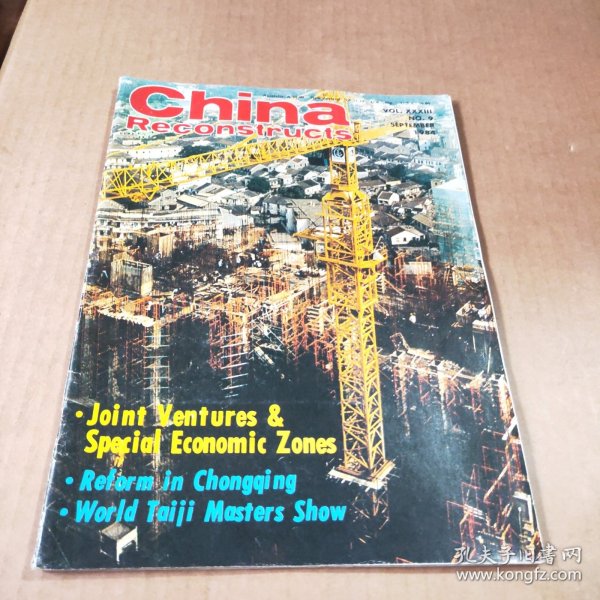 China
Reconstructs
VOL. XXXIII
NO. 9
SEPTEMBER
1984
• Joint Ventures &
Special Economic Zones
• Reform in Chongqing
• World Taiji Masters Show
孔夫子旧书网
www.kongfz.com